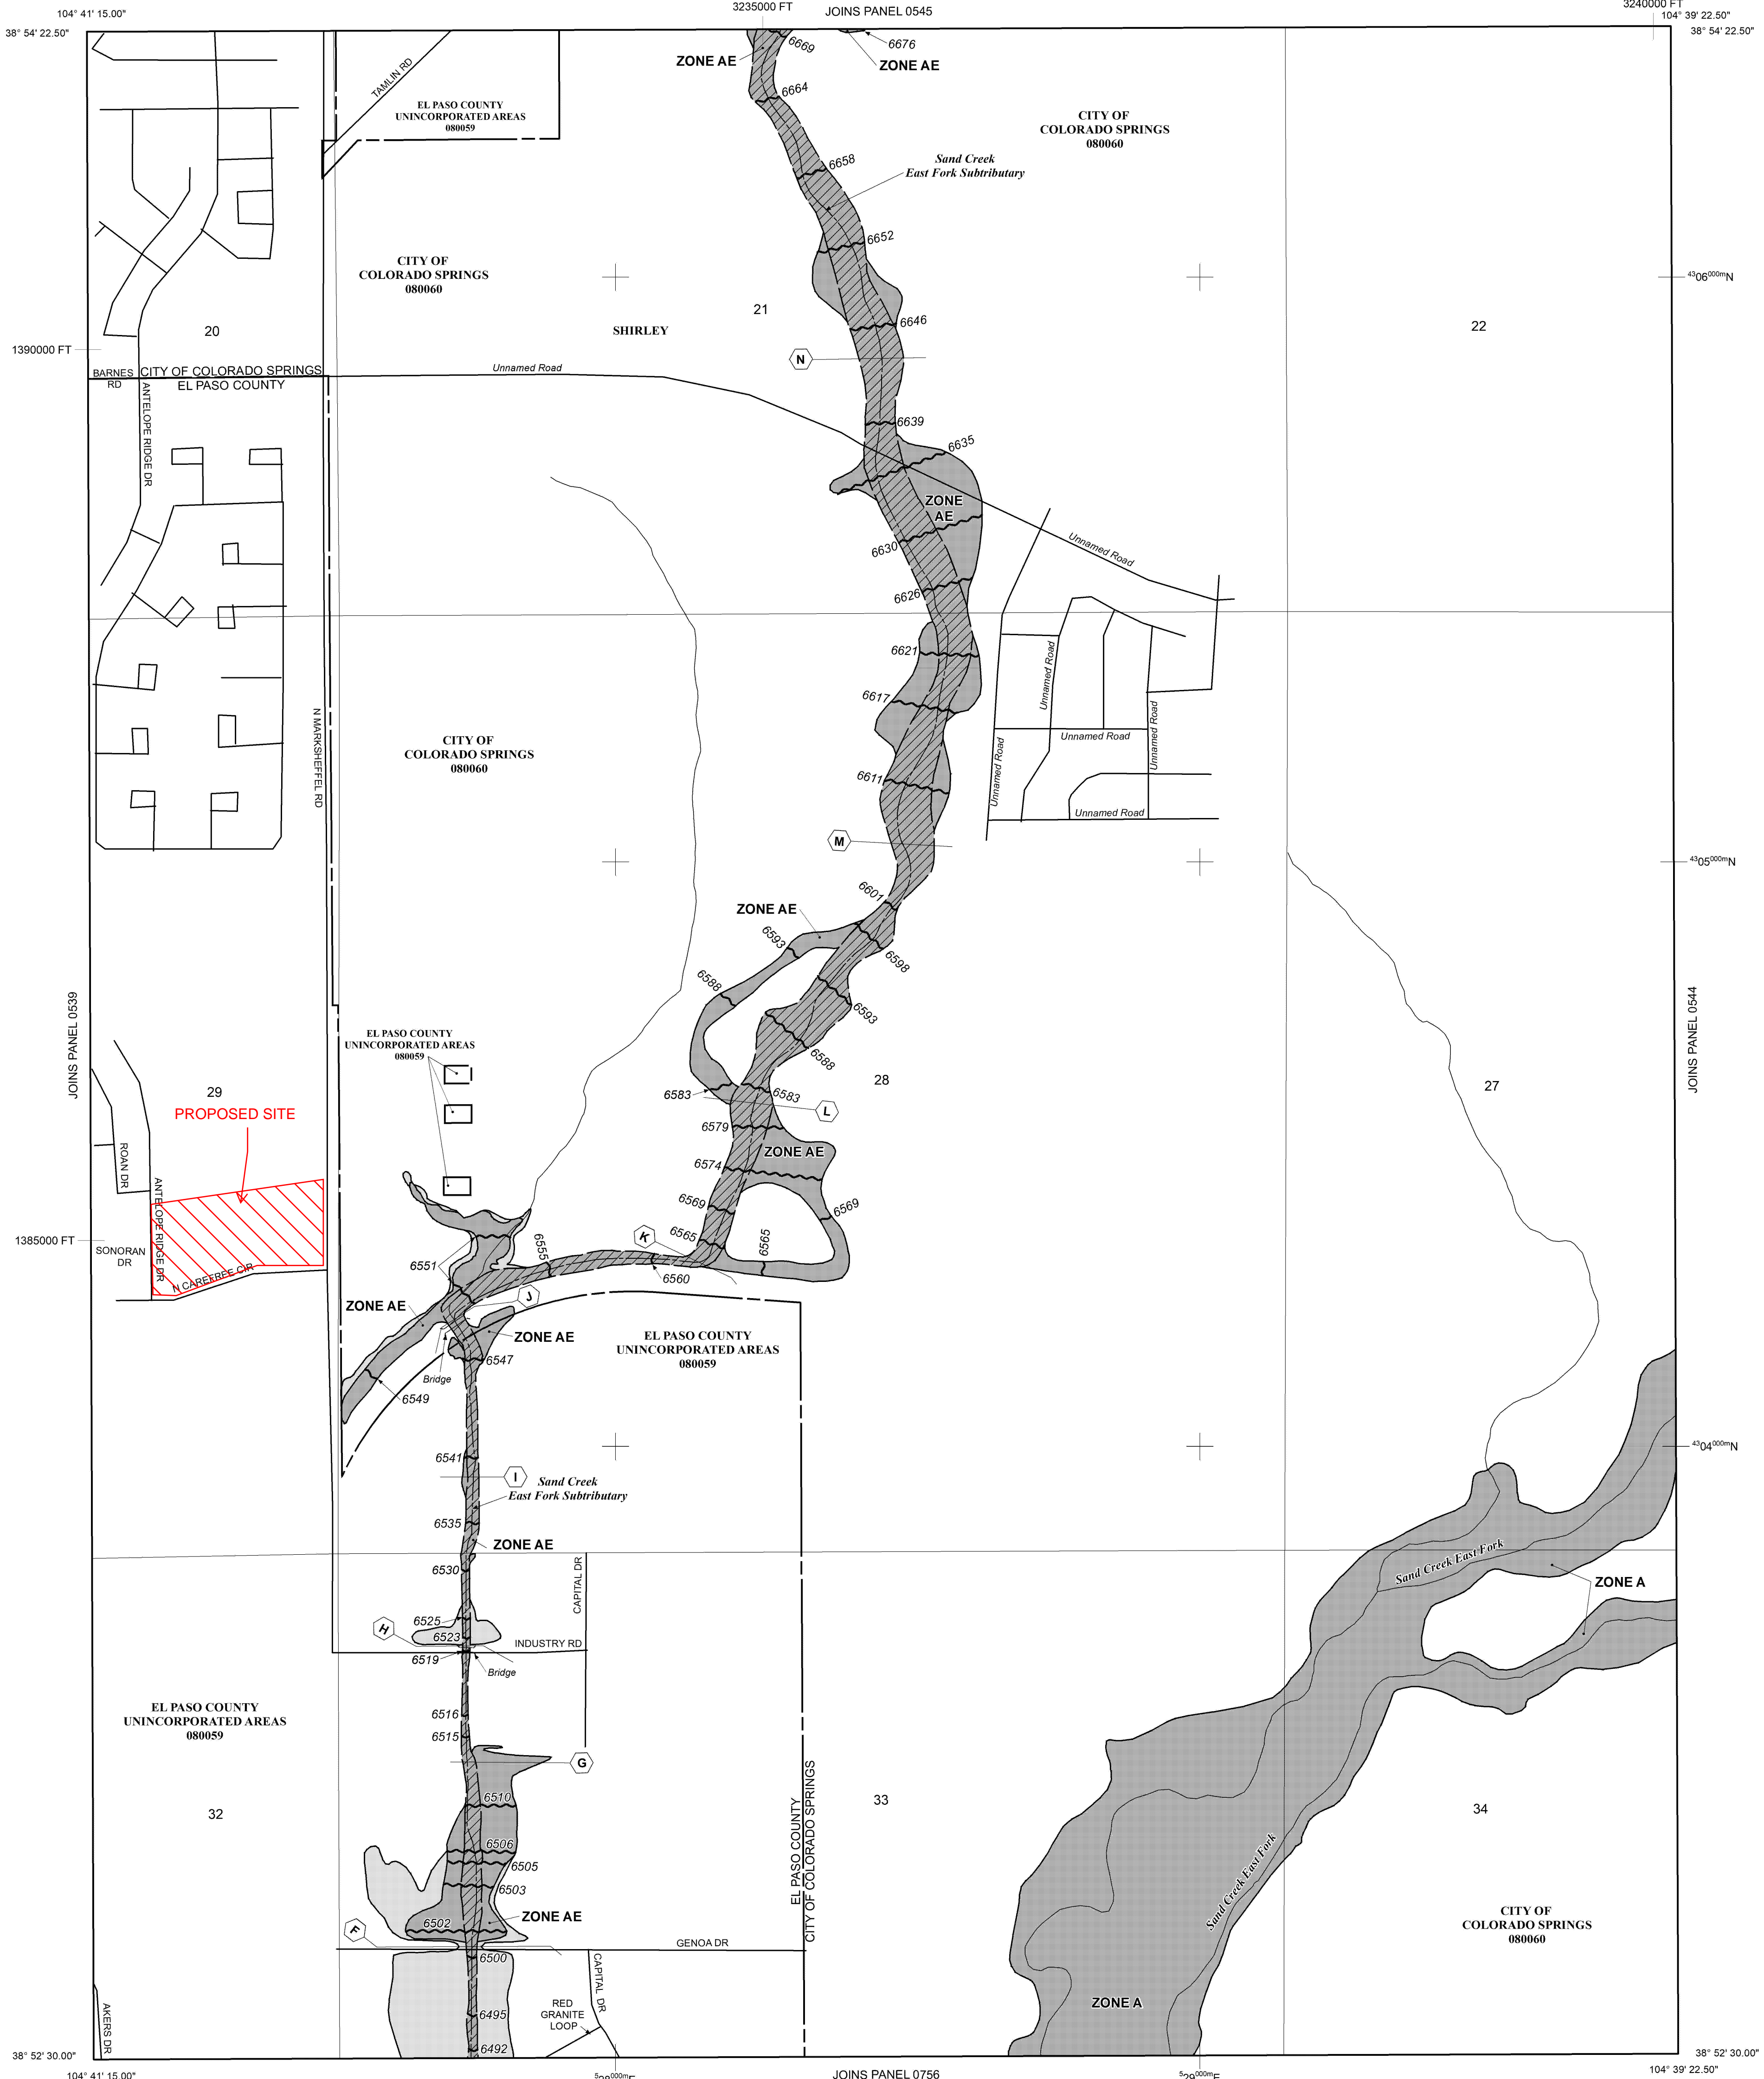 3235000 FT
JOINS PANEL 0545
3240000 FT
104° 41' 15.00"
104° 39' 22.50"
38° 54' 22.50"
38° 54' 22.50"
6669
6676
ZONE AE
ZONE AE
TAMLIN RD
6664
EL PASO COUNTY
UNINCORPORATED AREAS
080059
CITY OF
COLORADO SPRINGS
080060
6658
Sand Creek
East Fork Subtributary
6652
CITY OF
COLORADO SPRINGS
080060
4306000mN
21
20
SHIRLEY
6646
22
1390000 FT
N
BARNES
RD
CITY OF COLORADO SPRINGS
EL PASO COUNTY
Unnamed Road
ANTELOPE RIDGE DR
6639
6635
ZONE
AE
6630
Unnamed Road
6626
6621
Unnamed Road
6617
N MARKSHEFFEL RD
Unnamed Road
Unnamed Road
CITY OF
COLORADO SPRINGS
080060
Unnamed Road
6611
Unnamed Road
M
4305000mN
6601
ZONE AE
6593
6598
6588
6593
JOINS PANEL 0539
JOINS PANEL 0544
EL PASO COUNTY
UNINCORPORATED AREAS
080059
6588
29
28
27
6583
6583
PROPOSED SITE
L
6579
ROAN DR
ZONE AE
6574
ANTELOPE RIDGE DR
6569
6569
1385000 FT
K
6565
6565
SONORAN
DR
6555
6551
6560
N CAREFREE CIR
J
ZONE AE
ZONE AE
EL PASO COUNTY
UNINCORPORATED AREAS
080059
6547
Bridge
6549
4304000mN
6541
I
Sand Creek
East Fork Subtributary
6535
ZONE AE
6530
CAPITAL DR
Sand Creek East Fork
ZONE A
6525
H
6523
INDUSTRY RD
6519
Bridge
EL PASO COUNTY
UNINCORPORATED AREAS
080059
6516
6515
G
6510
EL PASO COUNTY
CITY OF COLORADO SPRINGS
32
33
34
6506
6505
Sand Creek East Fork
6503
6502
ZONE AE
F
CITY OF
COLORADO SPRINGS
080060
GENOA DR
6500
CAPITAL DR
AKERS DR
RED
GRANITE
LOOP
6495
ZONE A
6492
38° 52' 30.00"
38° 52' 30.00"
104° 41' 15.00"
528000mE
JOINS PANEL 0756
529000mE
104° 39' 22.50"